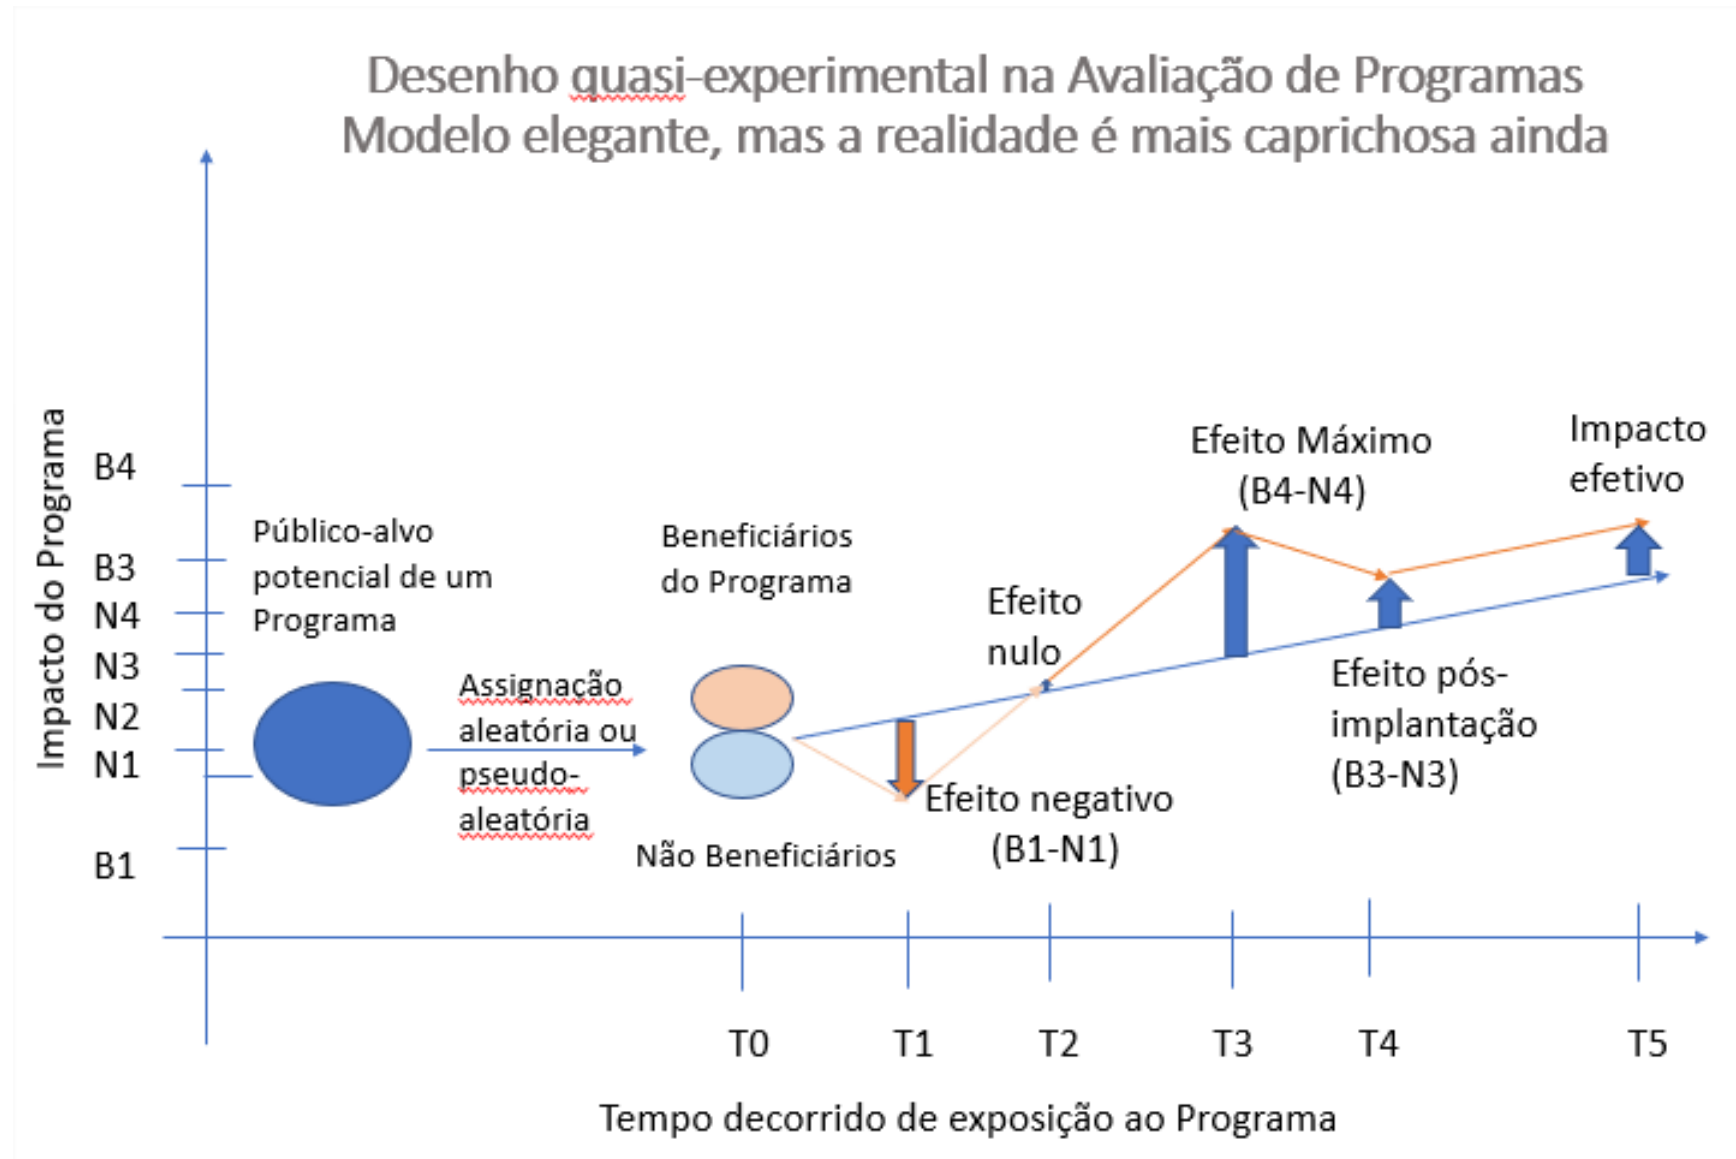 Desenho quasi-experimental na Avaliação de Programas
Modelo elegante, mas a realidade é mais caprichosa ainda
Impacto do Programa
B4
B3
N4
N3
N2
N1
B1
Público-alvo
potencial de um
Programa
Assignação
aleatória ou
pseudo-
aleatória
Beneficiários
do Programa
Não Beneficiários
Efeito
nulo
Efeito negativo
(B1-N1)
Efeito Máximo
(B4-N4)
Efeito pós-
implantação
(B3-N3)
Impacto
efetivo
T0
T1
T2
T3
T4
T5
Tempo decorrido de exposição ao Programa